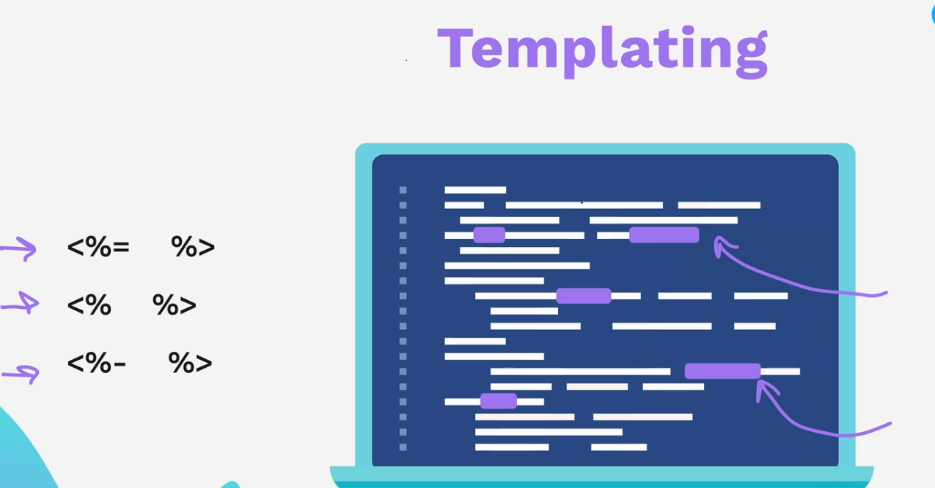 Templating
<%= %>
<% %>
<%- %>